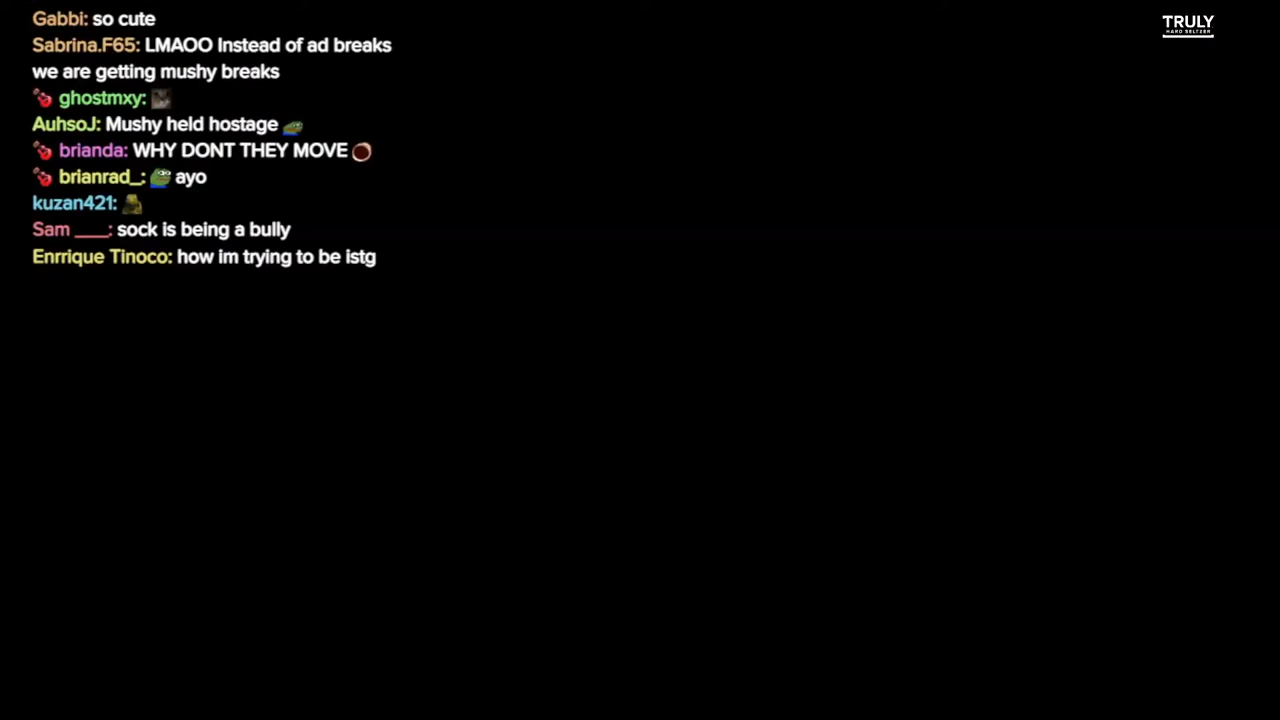 Gabbi: so cute
TRULY
HARD SELTZER
Sabrina.F65: LMAOO Instead of ad breaks
we are getting mushy breaks
ghostmxy:
AuhsoJ: Mushy held hostage
brianda: WHY DONT THEY MOVE
brianrad_: ayo
kuzan421:
Sam ___: sock is being a bully
Enrrique Tinoco: how im trying to be istg